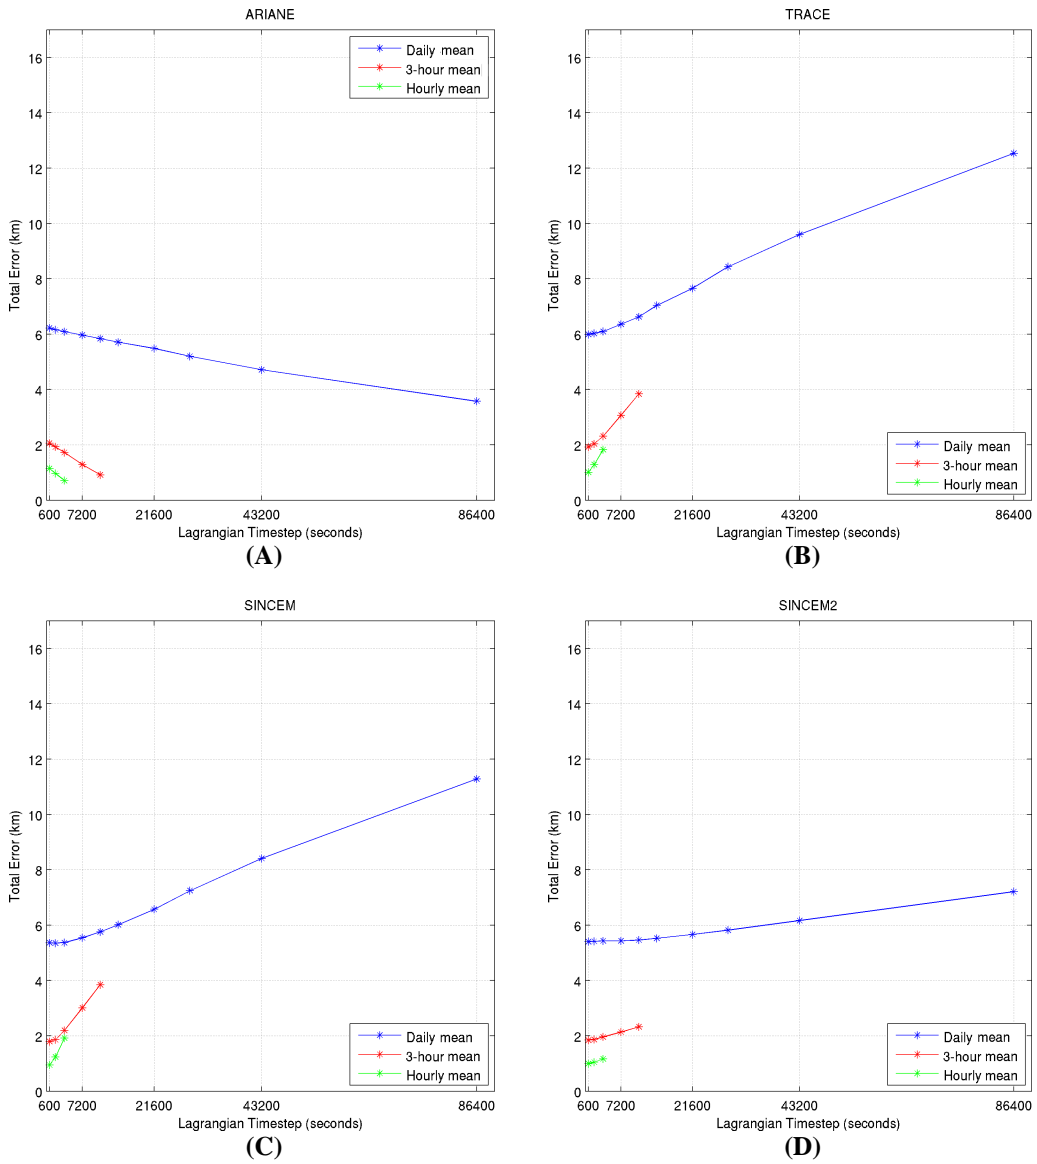 ARIANE
16
14
12
10
8
6
4
2
0
Total Error (km)
Daily mean
3-hour mean
Hourly mean
600 7200 21600 43200 86400
Lagrangian Timestep (seconds)
(A)
TRACE
16
14
12
10
8
6
4
2
0
Total Error (km)
Daily mean
3-hour mean
Hourly mean
600 7200 21600 43200 86400
Lagrangian Timestep (seconds)
(B)
SINCEM
16
14
12
10
8
6
4
2
0
Total Error (km)
Daily mean
3-hour mean
Hourly mean
600 7200 21600 43200 86400
Lagrangian Timestep (seconds)
(C)
SINCEM2
16
14
12
10
8
6
4
2
0
Total Error (km)
Daily mean
3-hour mean
Hourly mean
600 7200 21600 43200 86400
Lagrangian Timestep (seconds)
(D)